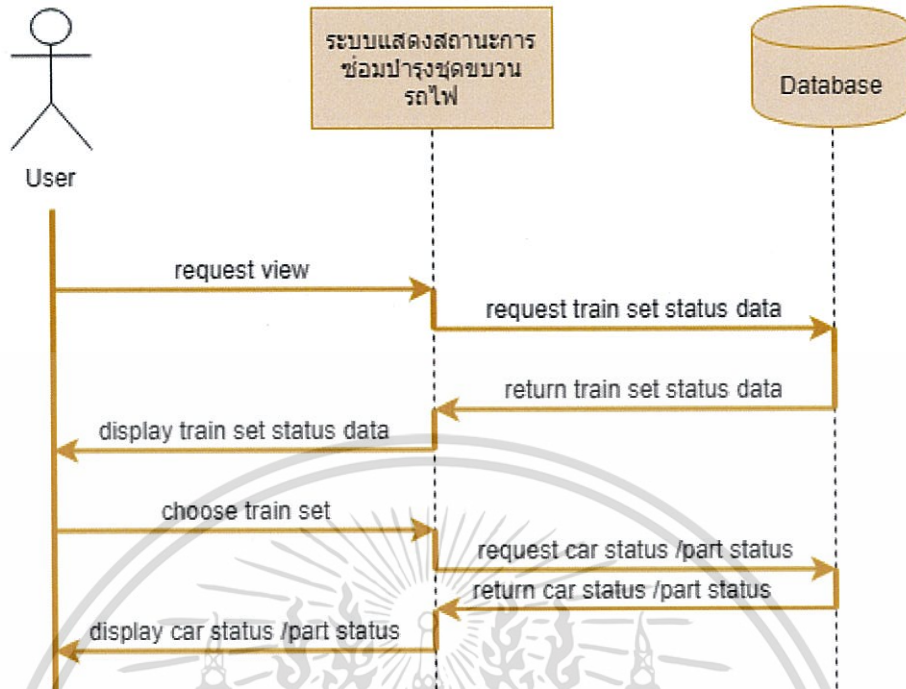 ระบบแสดงสถานะการ
ซ่อมบำรุงชุดขบวน
รถไฟ
Database
User
request view
request train set status data
return train set status data
display train set status data
choose train set
request car status /part status
return car status /part status
display car status /part status